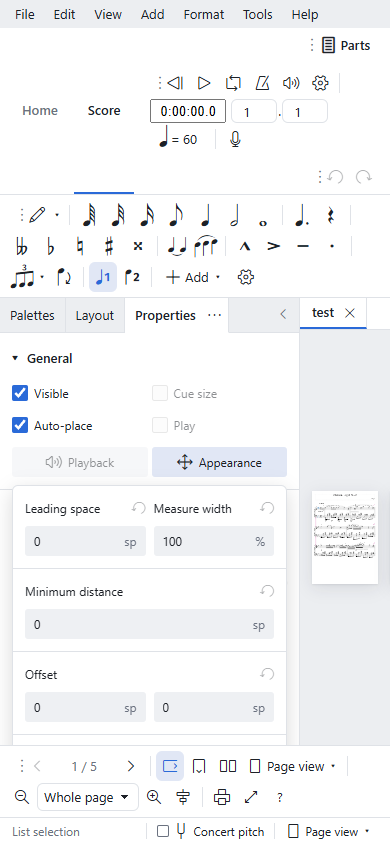 File Edit View Add Format Tools Help
Parts
Home Score 0:00:00.0 1 . 1
= 60
3
1 2 Add
Palettes Layout Properties test
General
Visible Cue size
Auto-place Play
Playback Appearance
Leading space Measure width
0 sp 100 %
Minimum distance
0 sp
Offset
0 sp 0 sp
1 / 5 Page view
Whole page ?
List selection Concert pitch Page view